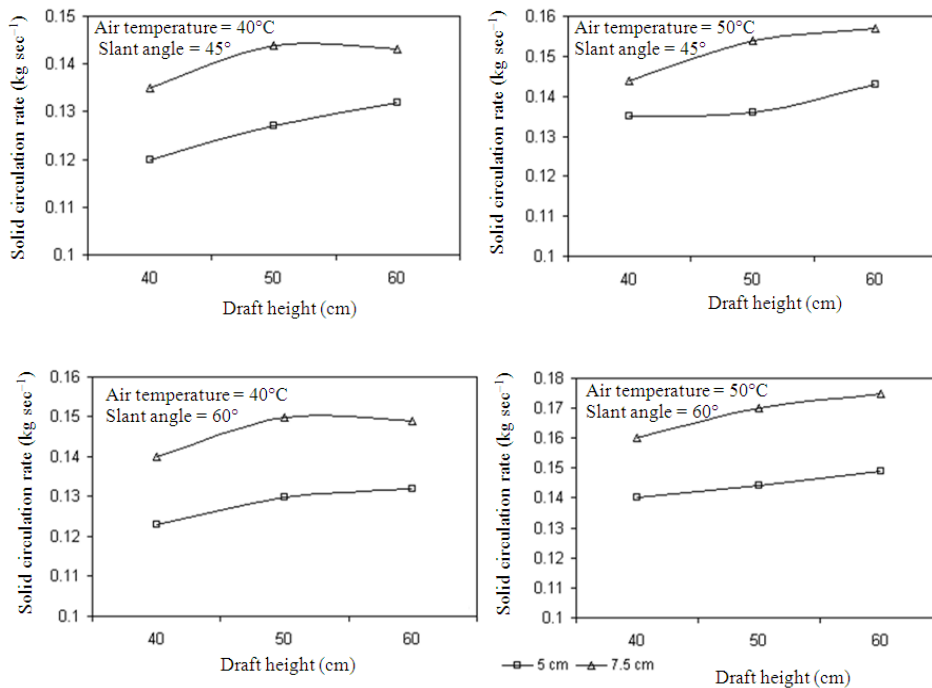 Air temperature = 40°C
Slant angle = 45°
Solid circulation rate (kg sec⁻¹)
0.15
0.14
0.13
0.12
0.11
0.1
40 50 60
Draft height (cm)
Air temperature = 50°C
Slant angle = 45°
Solid circulation rate (kg sec⁻¹)
0.16
0.15
0.14
0.13
0.12
0.11
0.1
40 50 60
Draft height (cm)
Air temperature = 40°C
Slant angle = 60°
Solid circulation rate (kg sec⁻¹)
0.16
0.15
0.14
0.13
0.12
0.11
0.1
40 50 60
Draft height (cm)
Air temperature = 50°C
Slant angle = 60°
Solid circulation rate (kg sec⁻¹)
0.18
0.17
0.16
0.15
0.14
0.13
0.12
0.11
0.1
40 50 60
5 cm 7.5 cm
Draft height (cm)